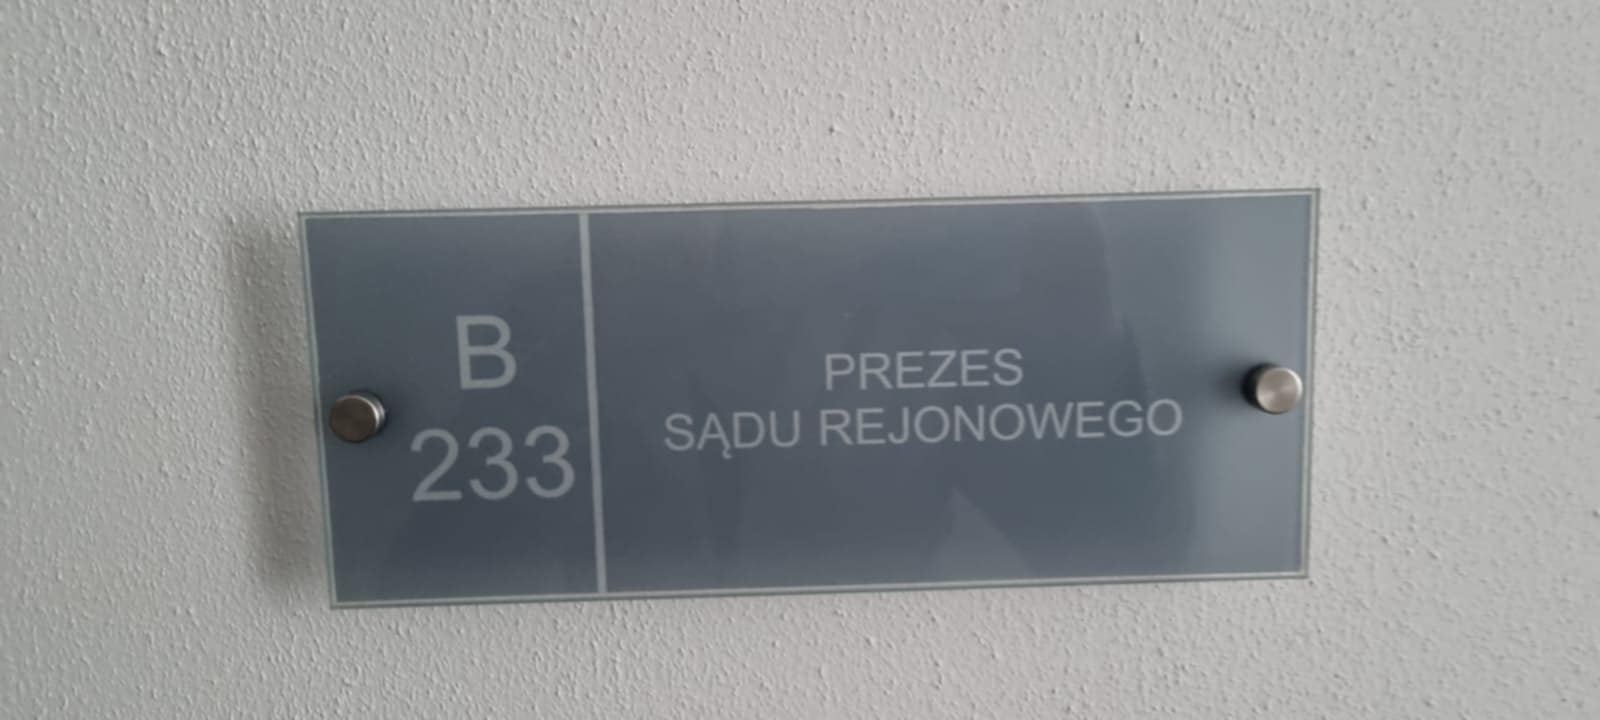 B
233
PREZES
SĄDU REJONOWEGO